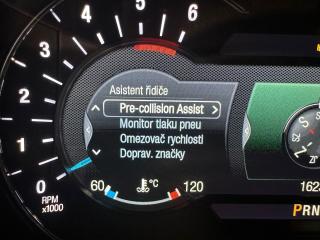 6
5
4
3
2
1
0
RPM
x1000
Asistent řidiče
Pre-collision Assist
Monitor tlaku pneu
Omezovač rychlosti
Doprav. značky
60 °C 120
S
Z
162
PRN